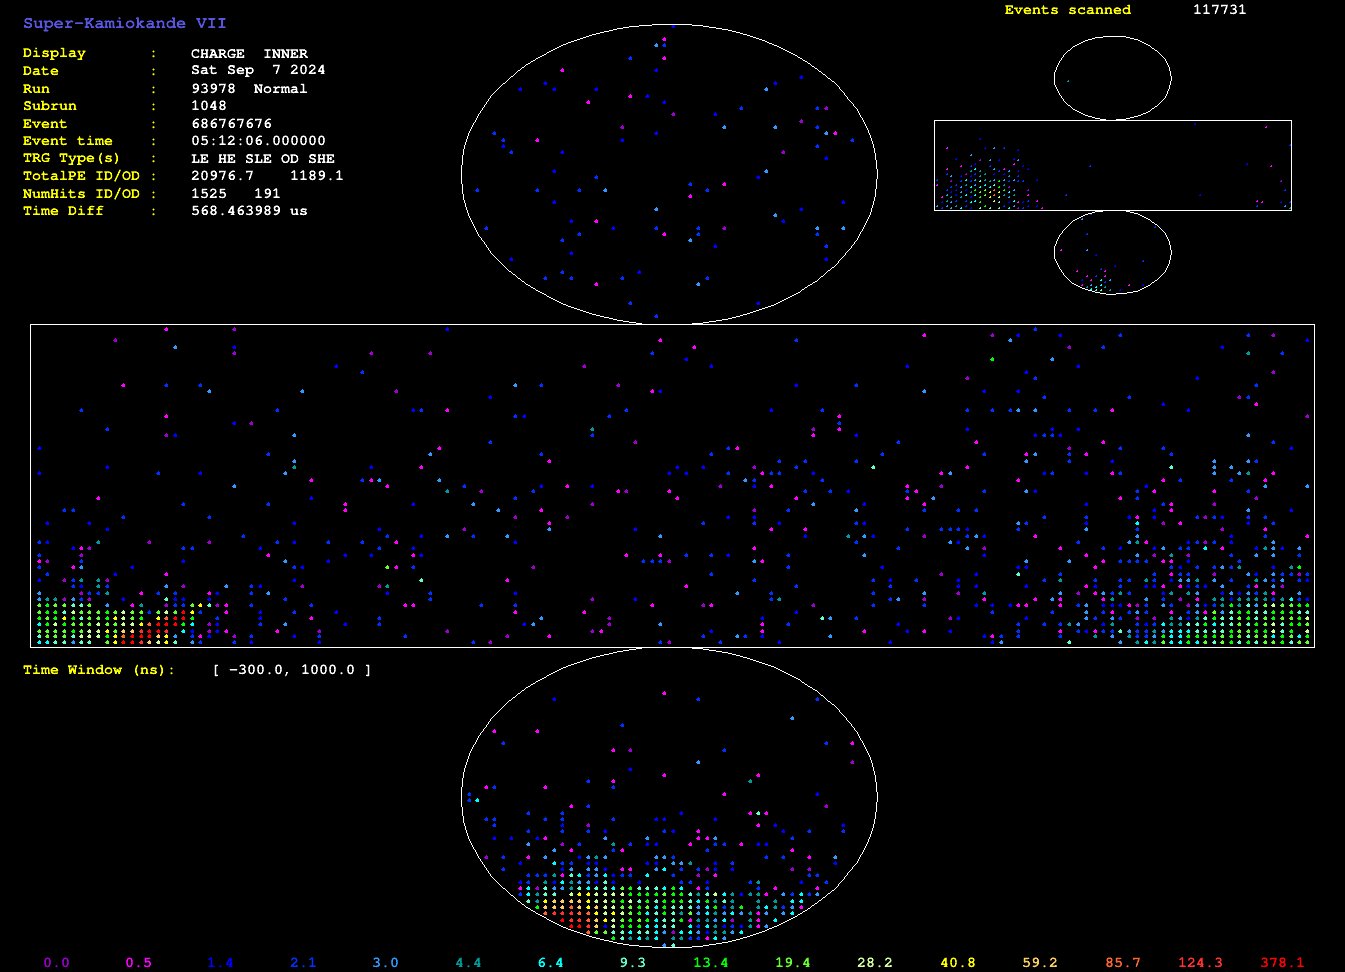 Super-Kamiokande VII
Events scanned 117731
Display : CHARGE INNER
Date : Sat Sep 7 2024
Run : 93978 Normal
Subrun : 1048
Event : 686767676
Event time : 05:12:06.000000
TRG Type(s) : LE HE SLE OD SHE
TotalPE ID/OD : 20976.7 1189.1
NumHits ID/OD : 1525 191
Time Diff : 568.463989 us
Time Window (ns): [ -300.0, 1000.0 ]
0.0 0.5 1.4 2.1 3.0 4.4 6.4 9.3 13.4 19.4 28.2 40.8 59.2 85.7 124.3 378.1